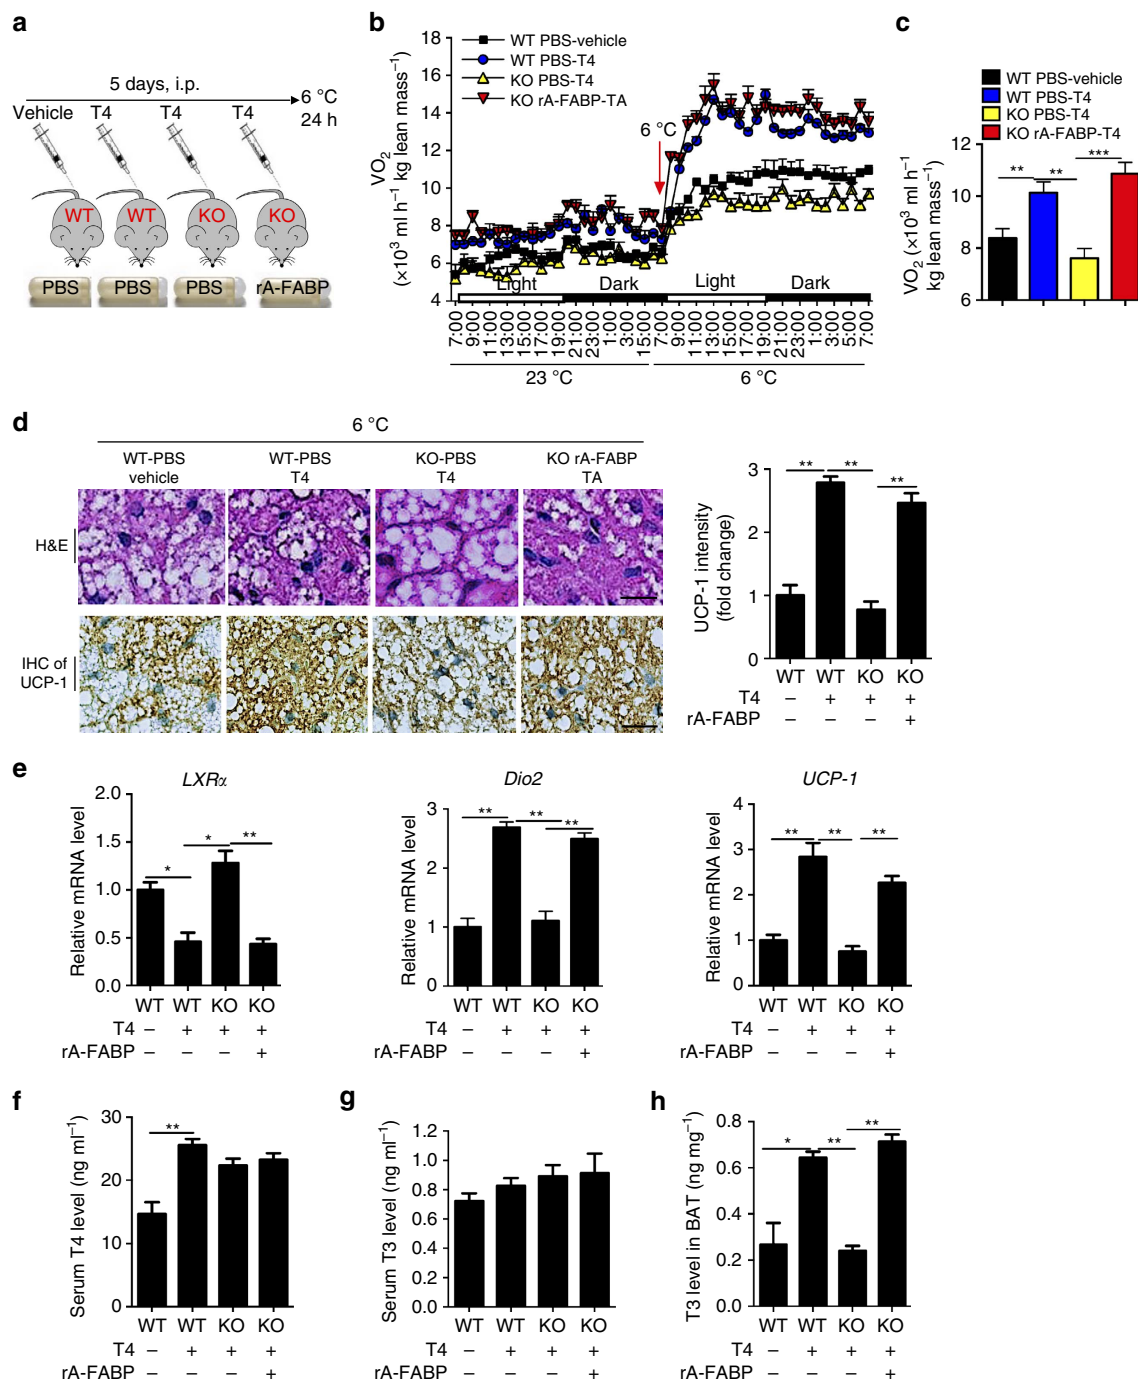 a
5 days, i.p.
Vehicle T4 T4 T4
6 °C
24 h
WT WT KO KO
PBS PBS PBS rA-FABP
b
VO2
(×10³ ml h⁻¹ kg lean mass⁻¹)
18
16
14
12
10
8
6
4
WT PBS-vehicle
WT PBS-T4
KO PBS-T4
KO rA-FABP-TA
6 °C
Light Dark Light Dark
7:00 9:00 11:00 13:00 15:00 17:00 19:00 21:00 23:00 1:00 3:00 15:00 7:00 9:00 11:00 13:00 15:00 17:00 19:00 21:00 23:00 1:00 3:00 5:00 7:00
23 °C 6 °C
c
WT PBS-vehicle
WT PBS-T4
KO PBS-T4
KO rA-FABP-T4
VO2 (×10³ ml h⁻¹
kg lean mass⁻¹)
12
10
8
6
** ** ***
d
6 °C
WT-PBS vehicle
WT-PBS T4
KO-PBS T4
KO rA-FABP TA
H&E
IHC of
UCP-1
UCP-1 intensity
(fold change)
3
2
1
0
** ** **
WT WT KO KO
T4 – + + +
rA-FABP – – – +
e
LXRα
Relative mRNA level
2.0
1.5
1.0
0.5
0.0
* * **
WT WT KO KO
T4 – + + +
rA-FABP – – – +
Dio2
Relative mRNA level
3
2
1
0
** ** **
WT WT KO KO
+ + +
– – – +
UCP-1
Relative mRNA level
4
3
2
1
0
** ** **
WT WT KO KO
– + + +
– – – +
f
Serum T4 level (ng ml⁻¹)
30
20
10
0
**
WT WT KO KO
T4 – + + +
rA-FABP – – – +
g
Serum T3 level (ng ml⁻¹)
1.2
1.0
0.8
0.6
0.4
0.2
0.0
WT WT KO KO
– + + +
– – – +
h
T3 level in BAT (ng mg⁻¹)
0.8
0.6
0.4
0.2
0.0
* ** **
WT WT KO KO
– + + +
– – – +